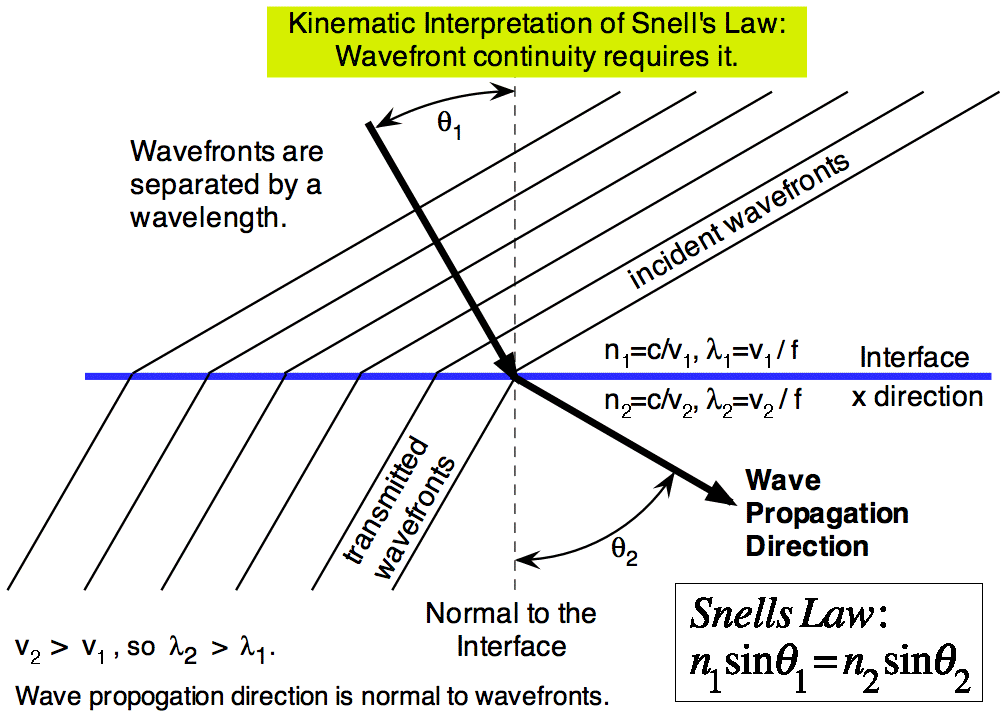 Kinematic Interpretation of Snell's Law:
Wavefront continuity requires it.
θ1
Wavefronts are
separated by a
wavelength.
incident wavefronts
n1=c/v1, λ1=v1/ f
Interface
n2=c/v2, λ2=v2/ f
x direction
transmitted
wavefronts
Wave
Propagation
Direction
θ2
Normal to the
Interface
Snells Law:
n1sinθ1=n2sinθ2
v2 > v1 , so λ2 > λ1.
Wave propogation direction is normal to wavefronts.